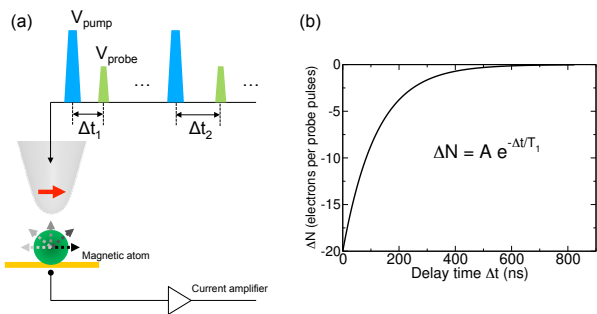 (a)
V_pump
V_probe
... ...
Δt_1
Δt_2
Magnetic atom
Current amplifier
(b)
ΔN (electrons per probe pulses)
0
-5
-10
-15
-20
ΔN = A e^-Δt/T_1
0 200 400 600 800
Delay time Δt (ns)